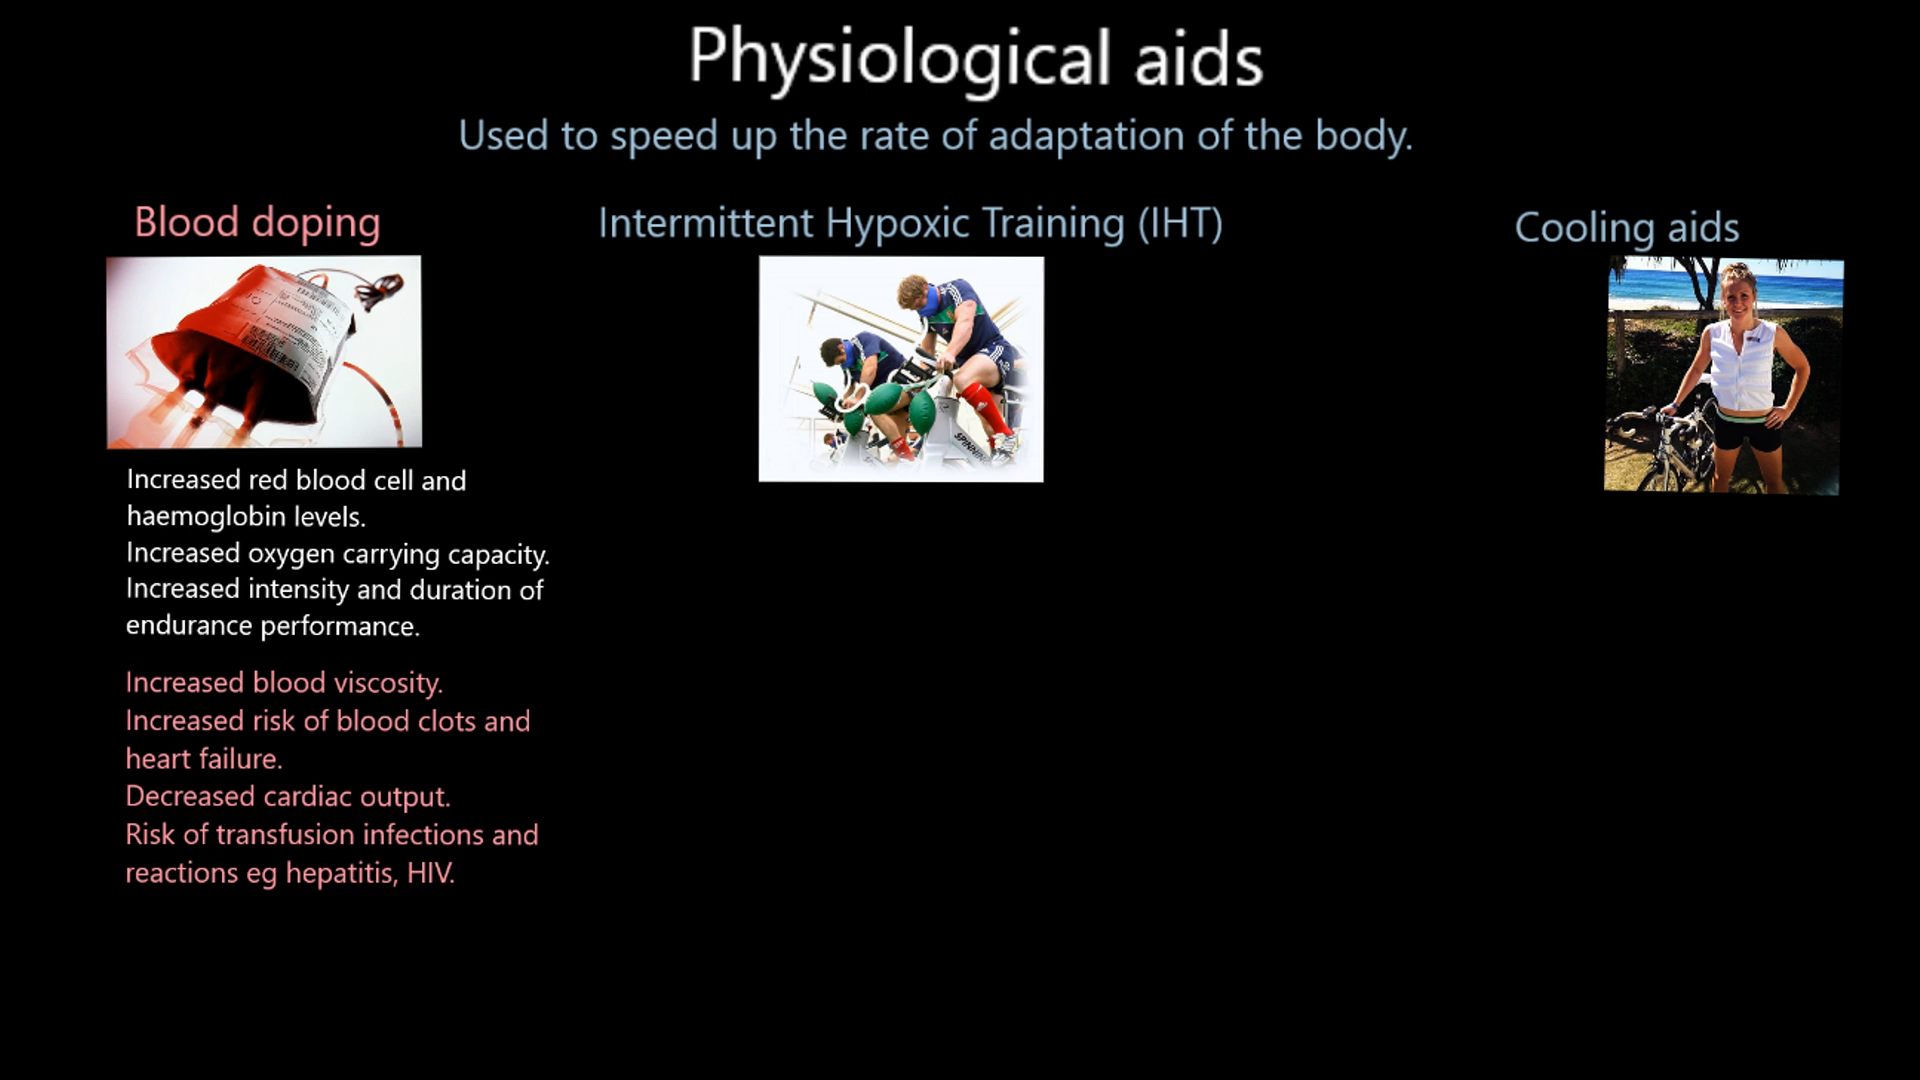 Physiological aids
Used to speed up the rate of adaptation of the body.
Blood doping
Intermittent Hypoxic Training (IHT)
Cooling aids
SPINNING
Increased red blood cell and
haemoglobin levels.
Increased oxygen carrying capacity.
Increased intensity and duration of
endurance performance.
Increased blood viscosity.
Increased risk of blood clots and
heart failure.
Decreased cardiac output.
Risk of transfusion infections and
reactions eg hepatitis, HIV.